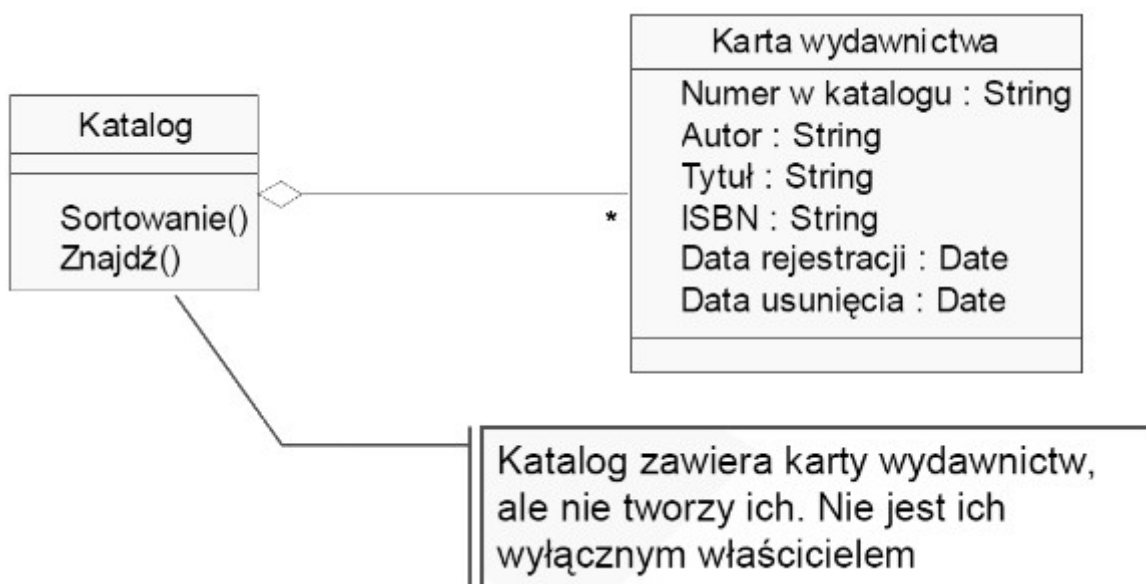 Katalog
Sortowanie()
Znajdź()
Karta wydawnictwa
Numer w katalogu : String
Autor : String
Tytuł : String
ISBN : String
Data rejestracji : Date
Data usunięcia : Date
*
Katalog zawiera karty wydawnictw,
ale nie tworzy ich. Nie jest ich
wyłącznym właścicielem